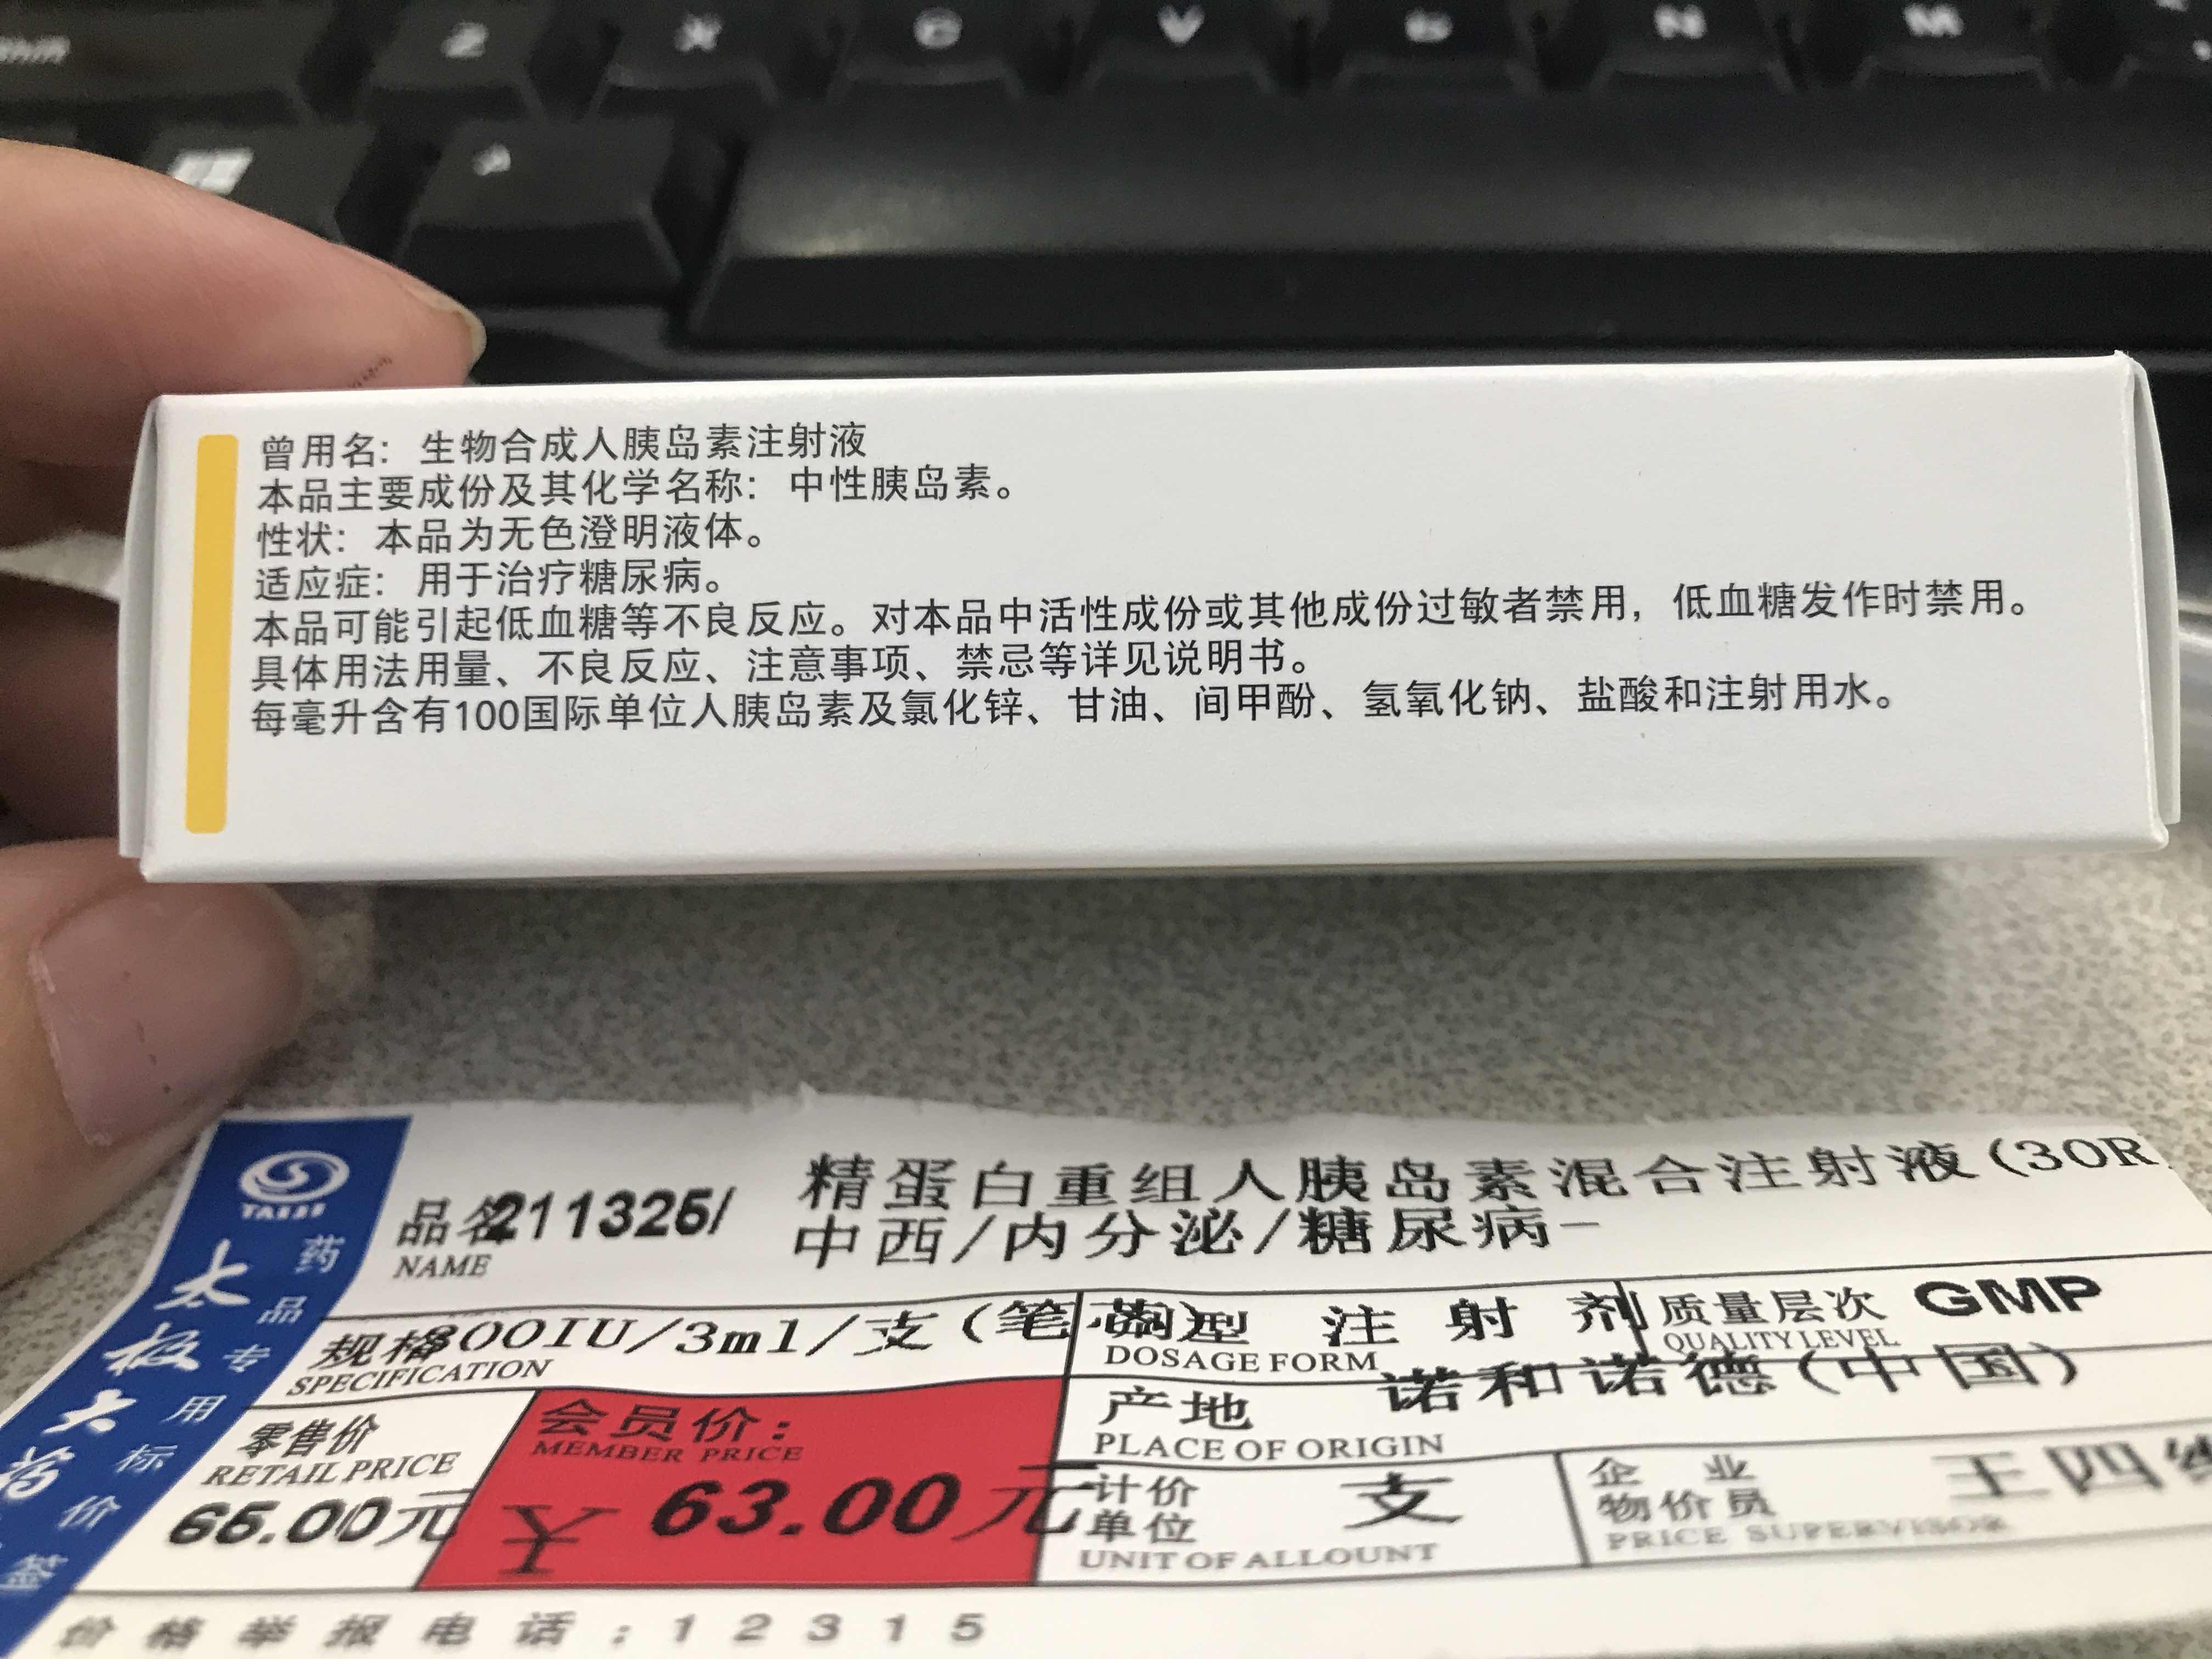 Z X C V B N M
曾用名：生物合成人胰岛素注射液
本品主要成份及其化学名称：中性胰岛素。
性状：本品为无色澄明液体。
适应症：用于治疗糖尿病。
本品可能引起低血糖等不良反应。对本品中活性成份或其他成份过敏者禁用，低血糖发作时禁用。
具体用法用量、不良反应、注意事项、禁忌等详见说明书。
每毫升含有100国际单位人胰岛素及氯化锌、甘油、间甲酚、氢氧化钠、盐酸和注射用水。
TAIJI
太极大药
药品专用标价签
品名 211325/ 精蛋白重组人胰岛素混合注射液(30R
NAME 中西/内分泌/糖尿病-
规格 300IU/3ml/支(笔芯)
SPECIFICATION
剂型 注射剂
DOSAGE FORM
质量层次 GMP
QUALITY LEVEL
零售价
RETAIL PRICE
66.00元
会员价：
MEMBER PRICE
¥ 63.00元
产地 诺和诺德(中国)
PLACE OF ORIGIN
计价单位 支
UNIT OF ALLOUNT
企业
物价员 王四
PRICE SUPERVISOR
价格举报电话：12315